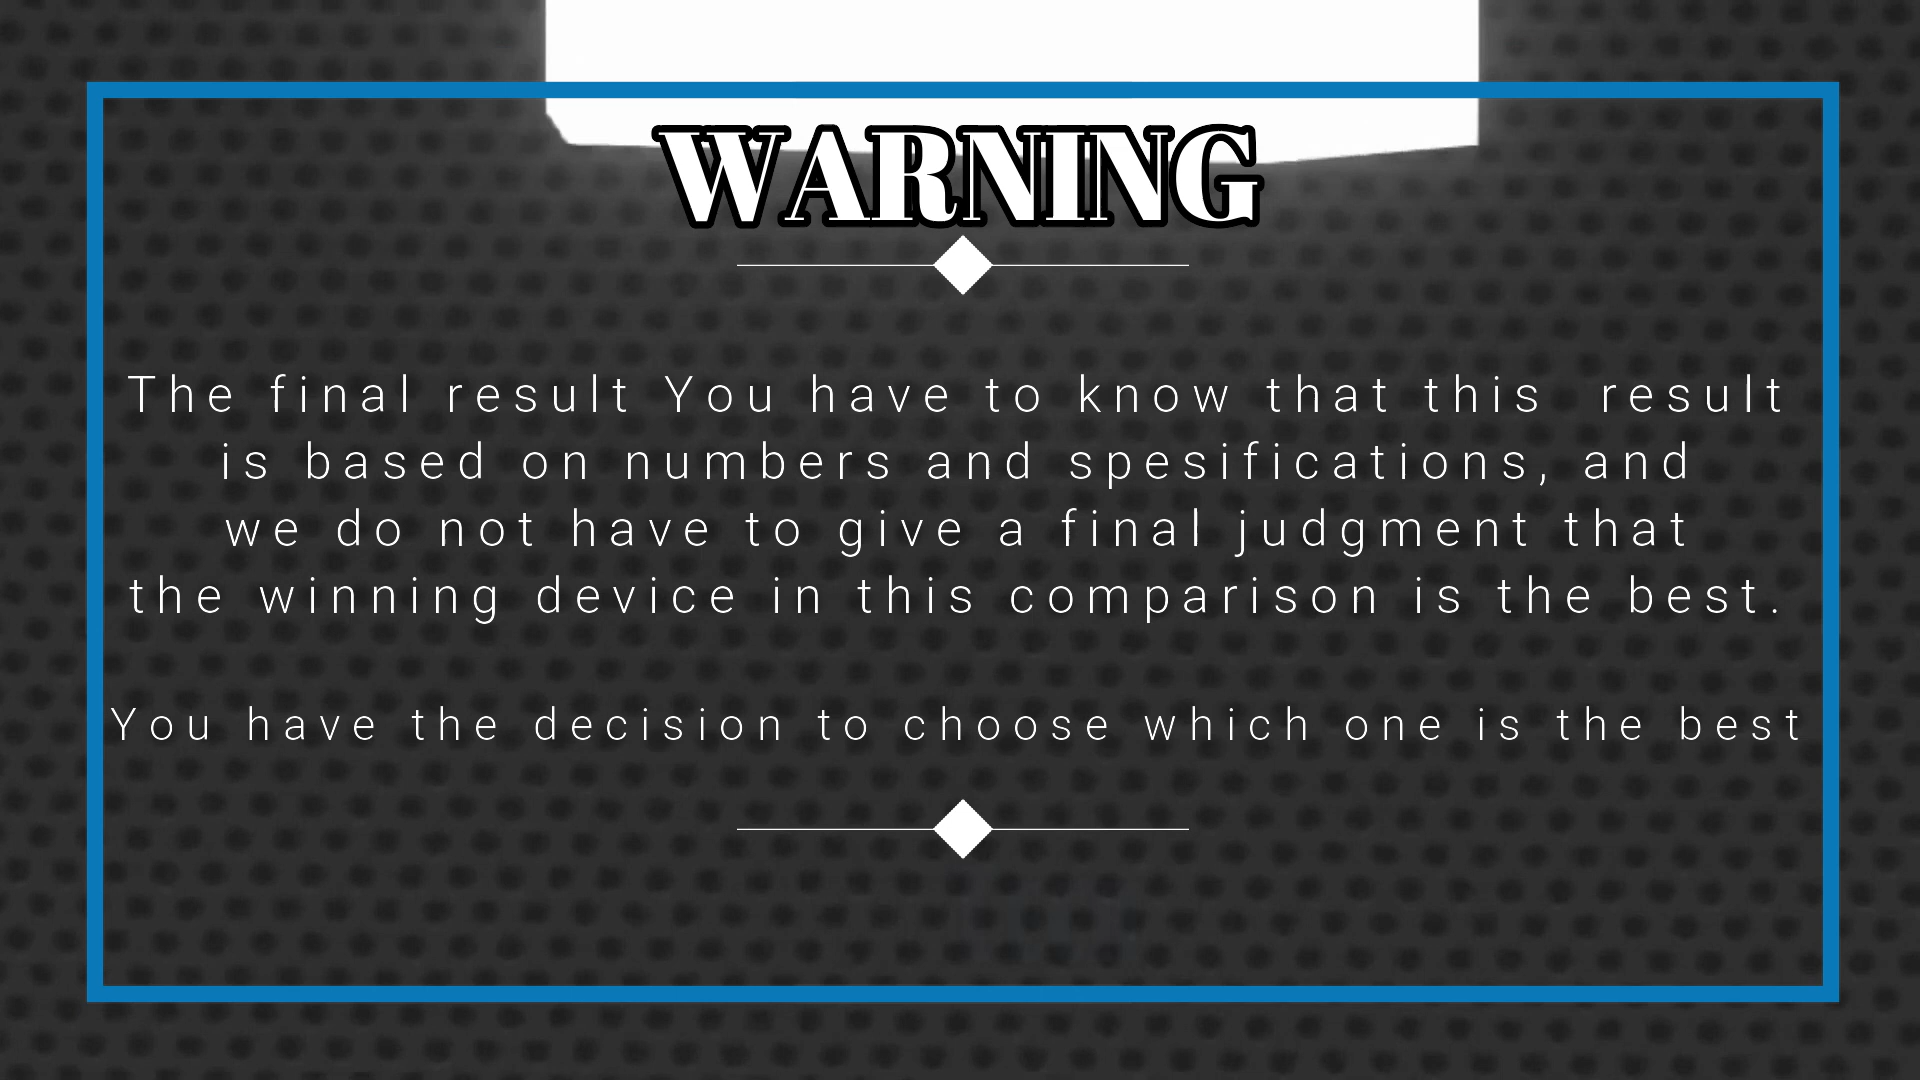 WARNING
The final result You have to know that this  result
is based on numbers and spesifications, and
we do not have to give a final judgment that
the winning device in this comparison is the best.
You have the decision to choose which one is the best